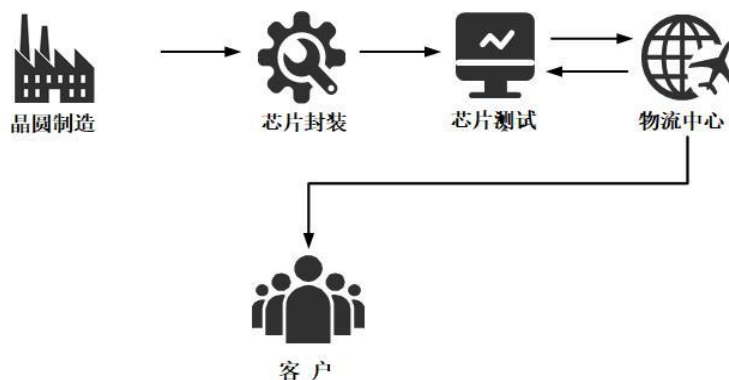 晶圆制造
芯片封装
芯片测试
物流中心
客 户